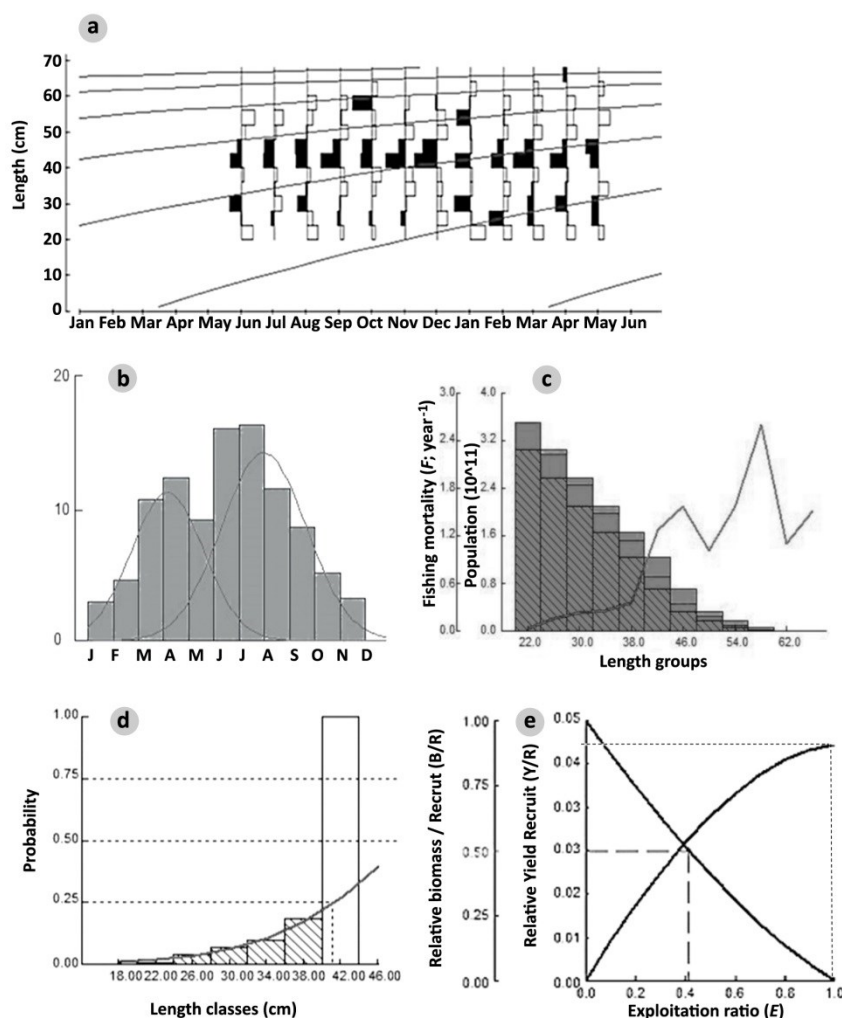 a
70
60
50
40
30
20
10
0
Length (cm)
Jan Feb Mar Apr May Jun Jul Aug Sep Oct Nov Dec Jan Feb Mar Apr May Jun
b
20
10
0
J F M A M J J A S O N D
c
3.0
2.4
1.8
1.2
0.6
0.0
Fishing mortality (F; year-1)
4.0
3.2
2.4
1.6
0.8
0.0
Population (10^11)
22.0 30.0 38.0 46.0 54.0 62.0
Length groups
d
1.00
0.75
0.50
0.25
0.00
Probability
18.00 22.00 26.00 30.00 34.00 38.00 42.00 46.00
Length classes (cm)
e
1.00
0.75
0.50
0.25
0.00
Relative biomass / Recrut (B/R)
0.05
0.04
0.03
0.03
0.02
0.01
0.00
Relative Yield Recruit (Y/R)
0.0 0.2 0.4 0.6 0.8 1.0
Exploitation ratio (E)